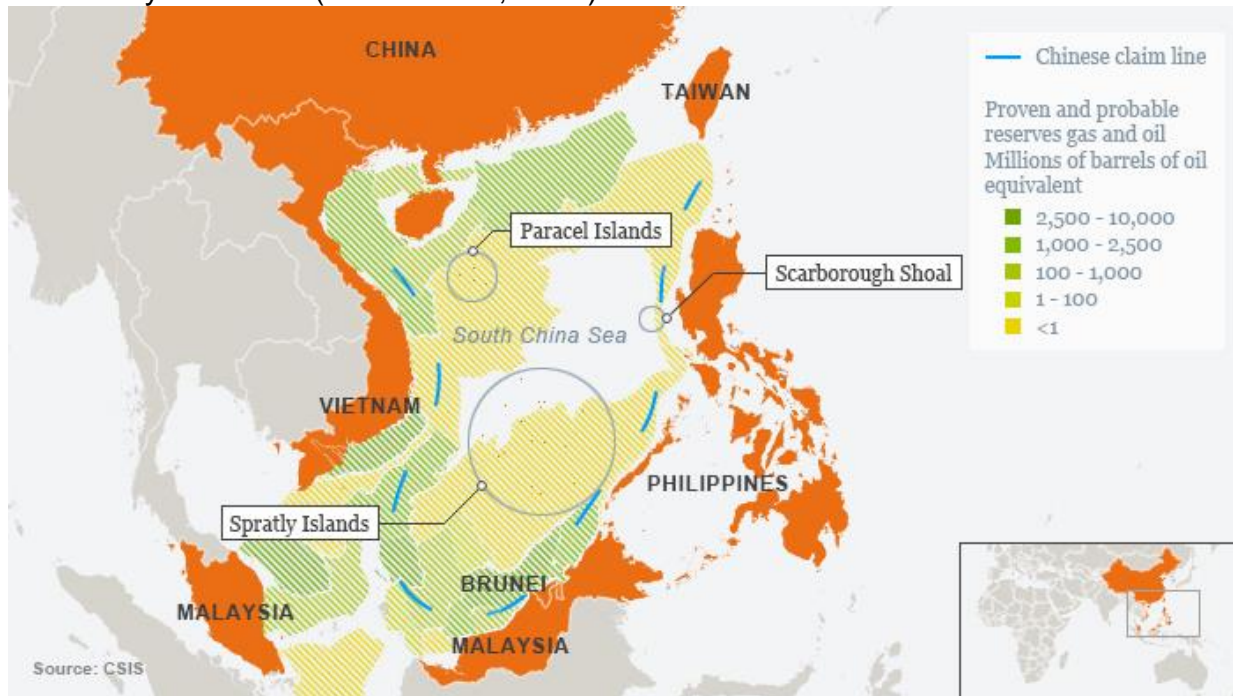 CHINA
TAIWAN
Chinese claim line
Proven and probable
reserves gas and oil
Millions of barrels of oil
equivalent
2,500 - 10,000
1,000 - 2,500
100 - 1,000
1 - 100
<1
Paracel Islands
Scarborough Shoal
South China Sea
VIETNAM
PHILIPPINES
Spratly Islands
BRUNEI
MALAYSIA
MALAYSIA
Source: CSIS